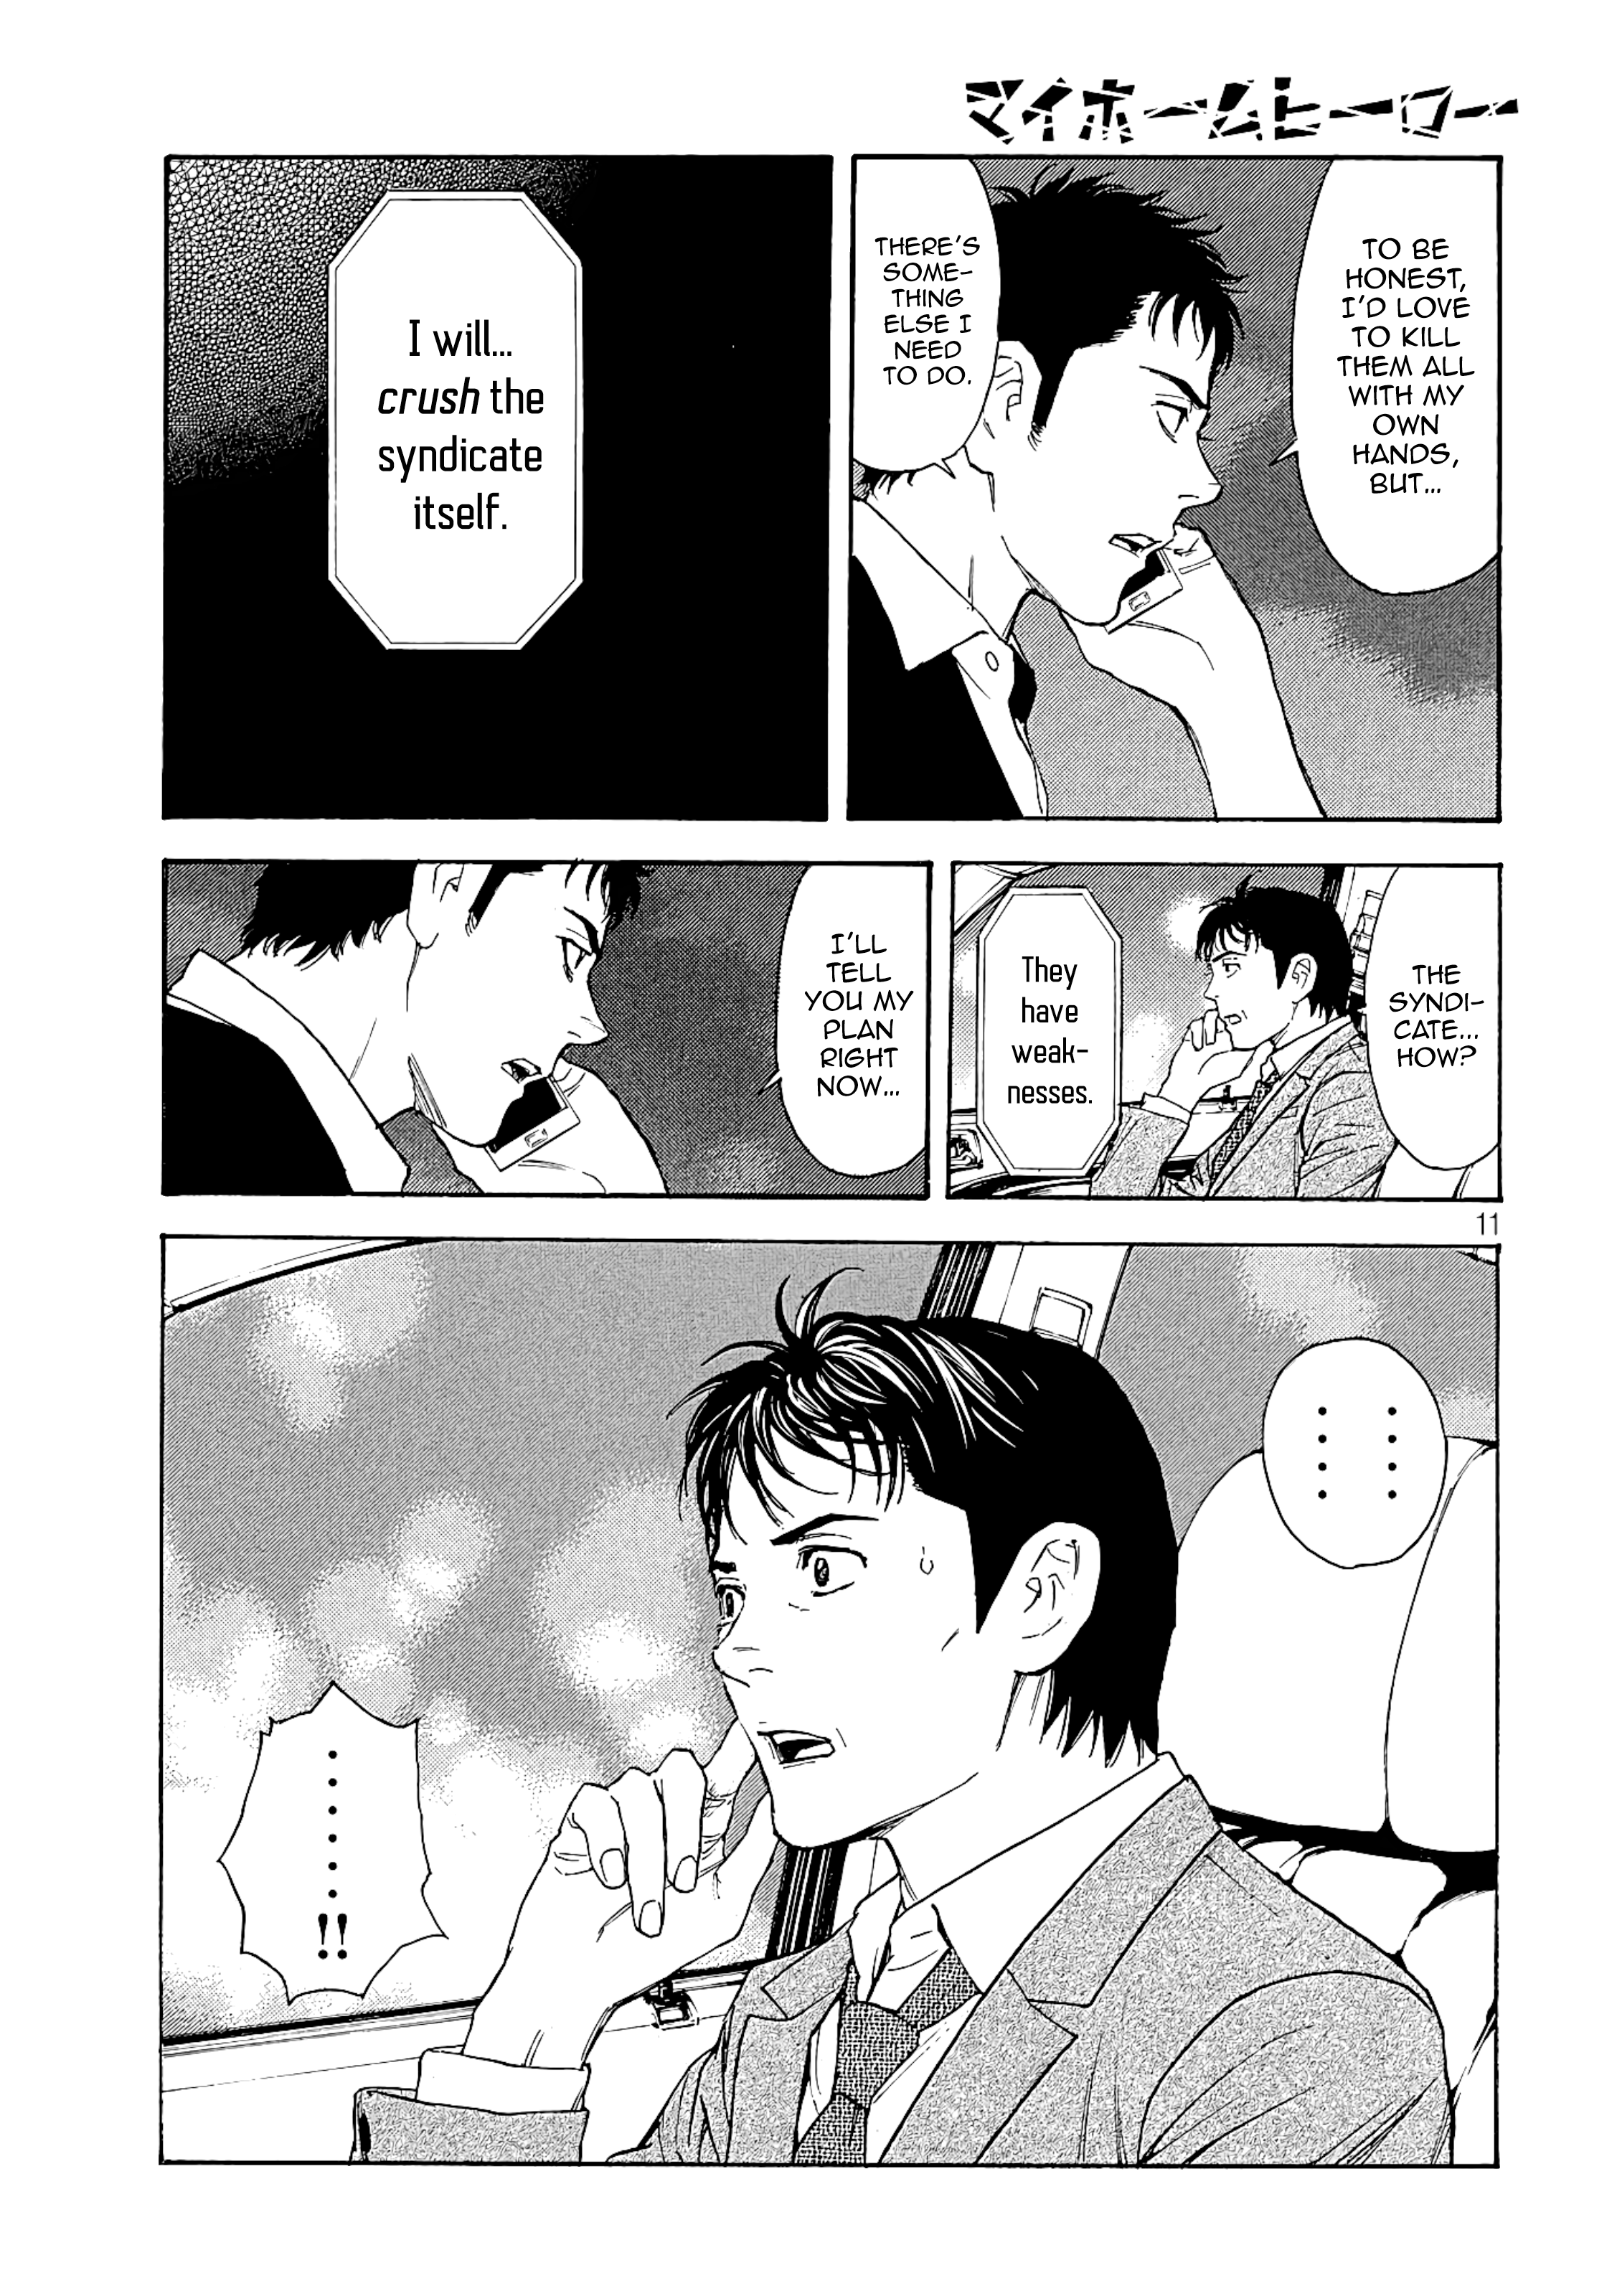 マイホームヒーロー
TO BE
HONEST,
I'D LOVE
TO KILL
THEM ALL
WITH MY
OWN
HANDS,
BUT...
THERE'S
SOME-
THING
ELSE I
NEED
TO DO.
I will...
crush the
syndicate
itself.
THE
SYNDI-
CATE...
HOW?
They
have
weak-
nesses.
I'LL
TELL
YOU MY
PLAN
RIGHT
NOW...
11
....
....
......!!